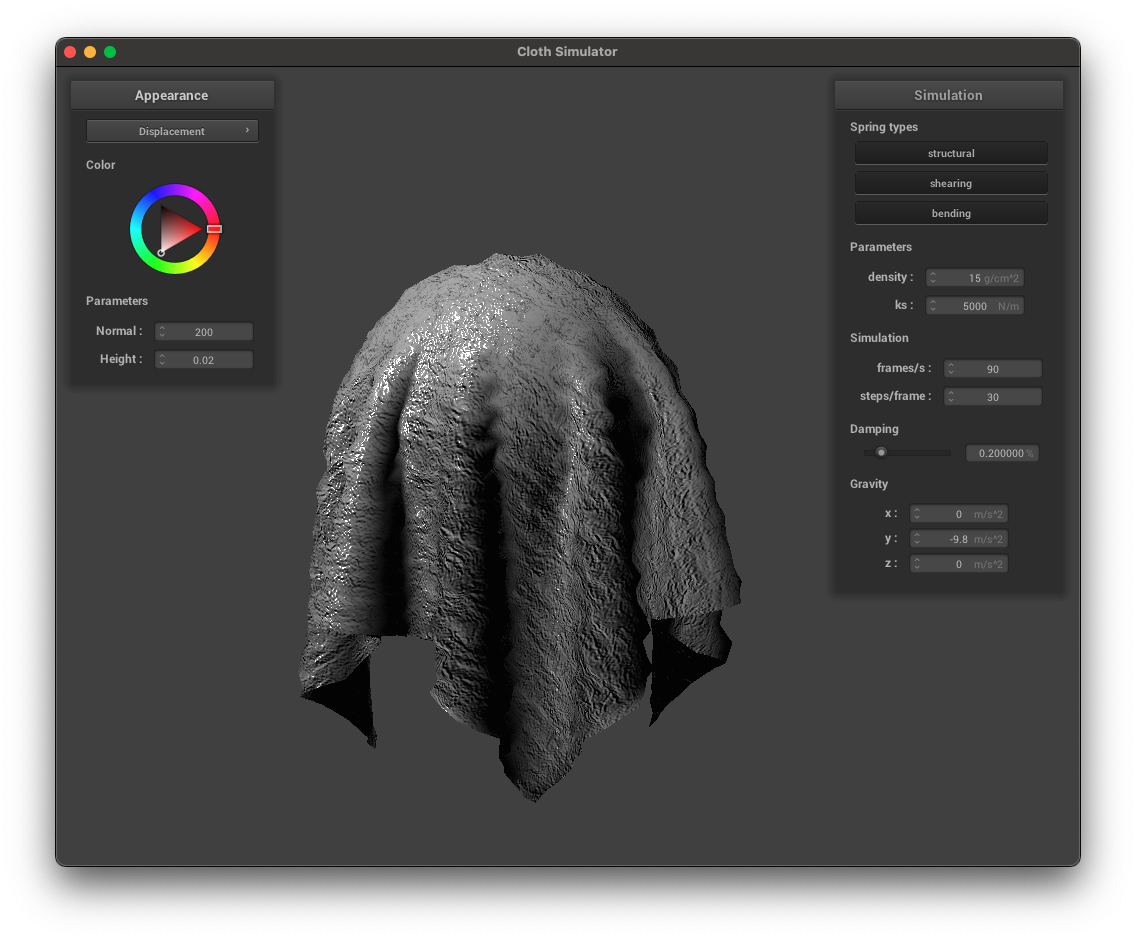 Cloth Simulator
Appearance
Displacement
Color
Parameters
Normal : 200
Height : 0.02
Simulation
Spring types
structural
shearing
bending
Parameters
density : 15 g/cm^2
ks : 5000 N/m
Simulation
frames/s : 90
steps/frame : 30
Damping
0.200000 %
Gravity
x : 0 m/s^2
y : -9.8 m/s^2
z : 0 m/s^2